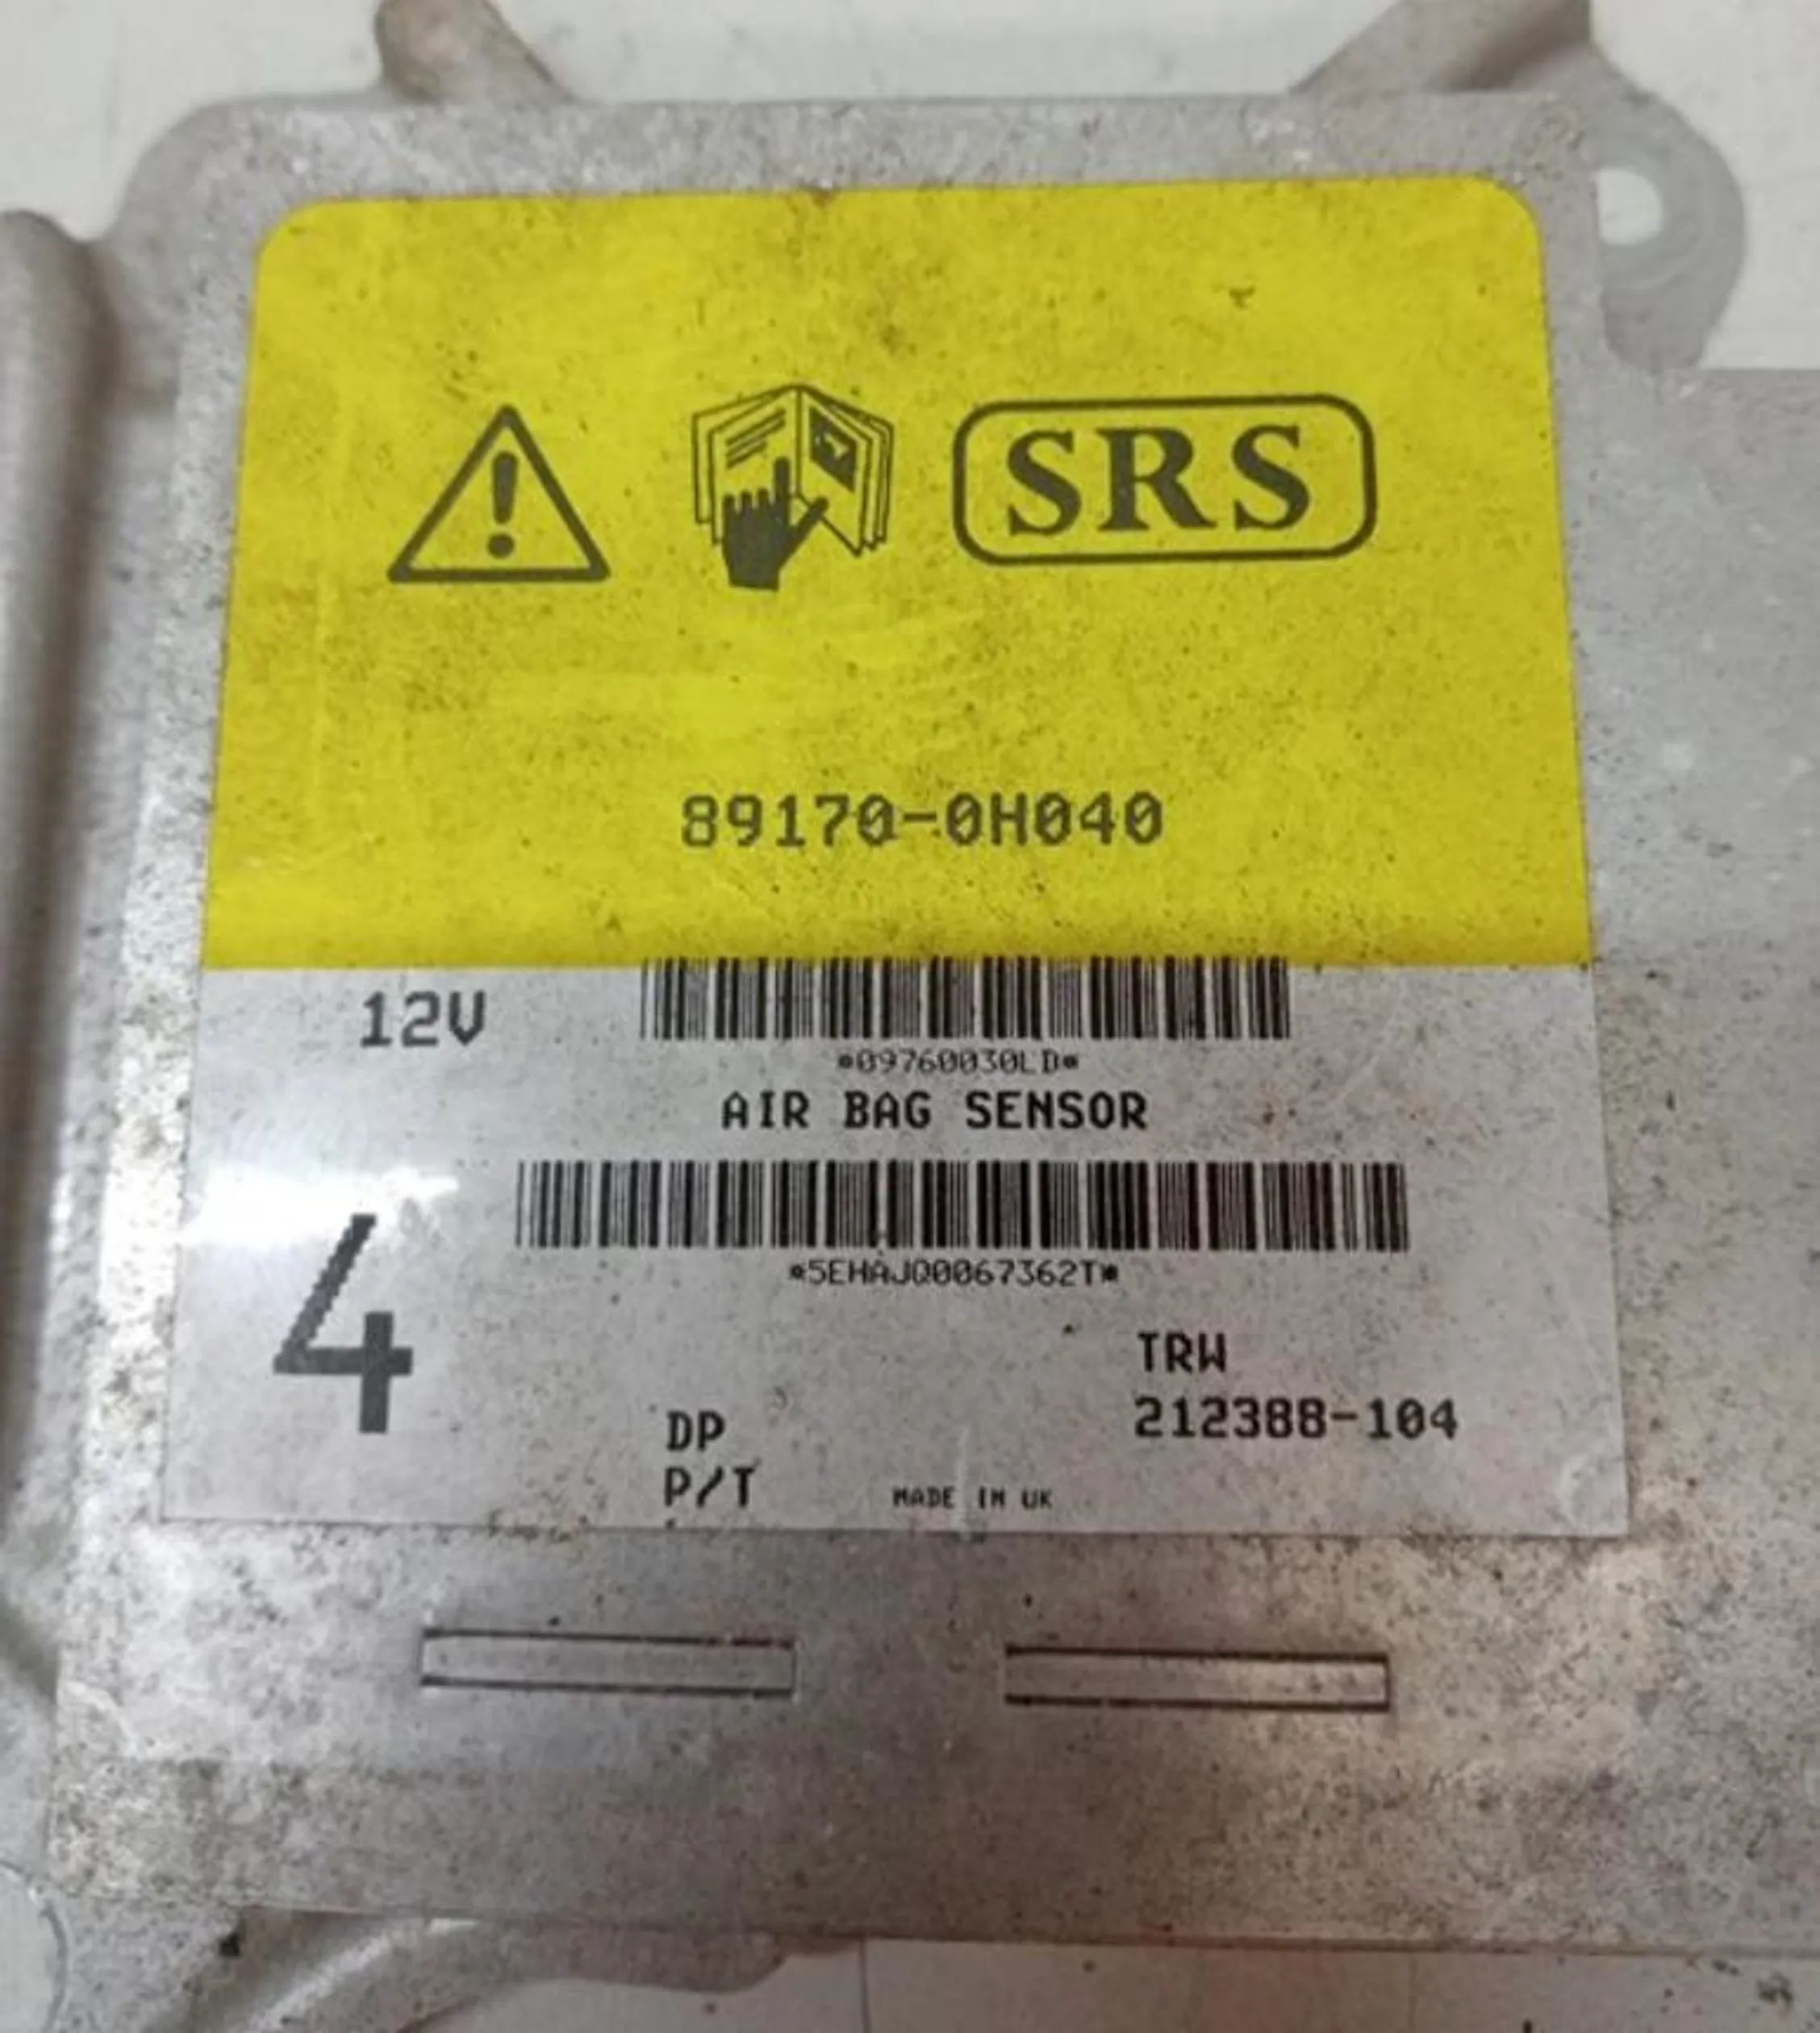 SRS
89170-0H040
12V
*09760030LD*
AIR BAG SENSOR
*5EHAJQ0067362T*
4
TRW
212388-104
DP
P/T
MADE IN UK